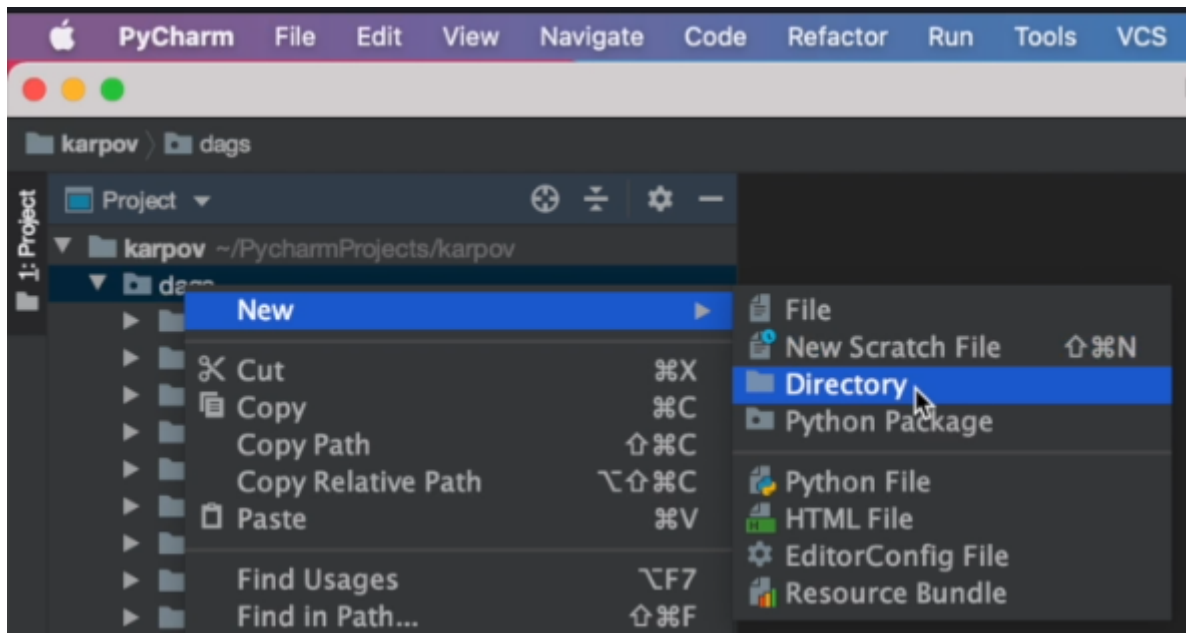 PyCharm File Edit View Navigate Code Refactor Run Tools VCS
karpov dags
1: Project
Project
karpov ~/PycharmProjects/karpov
dags
New
Cut ⌘X
Copy ⌘C
Copy Path ⇧⌘C
Copy Relative Path ⌥⇧⌘C
Paste ⌘V
Find Usages ⌥F7
Find in Path... ⇧⌘F
File
New Scratch File ⇧⌘N
Directory
Python Package
Python File
HTML File
EditorConfig File
Resource Bundle